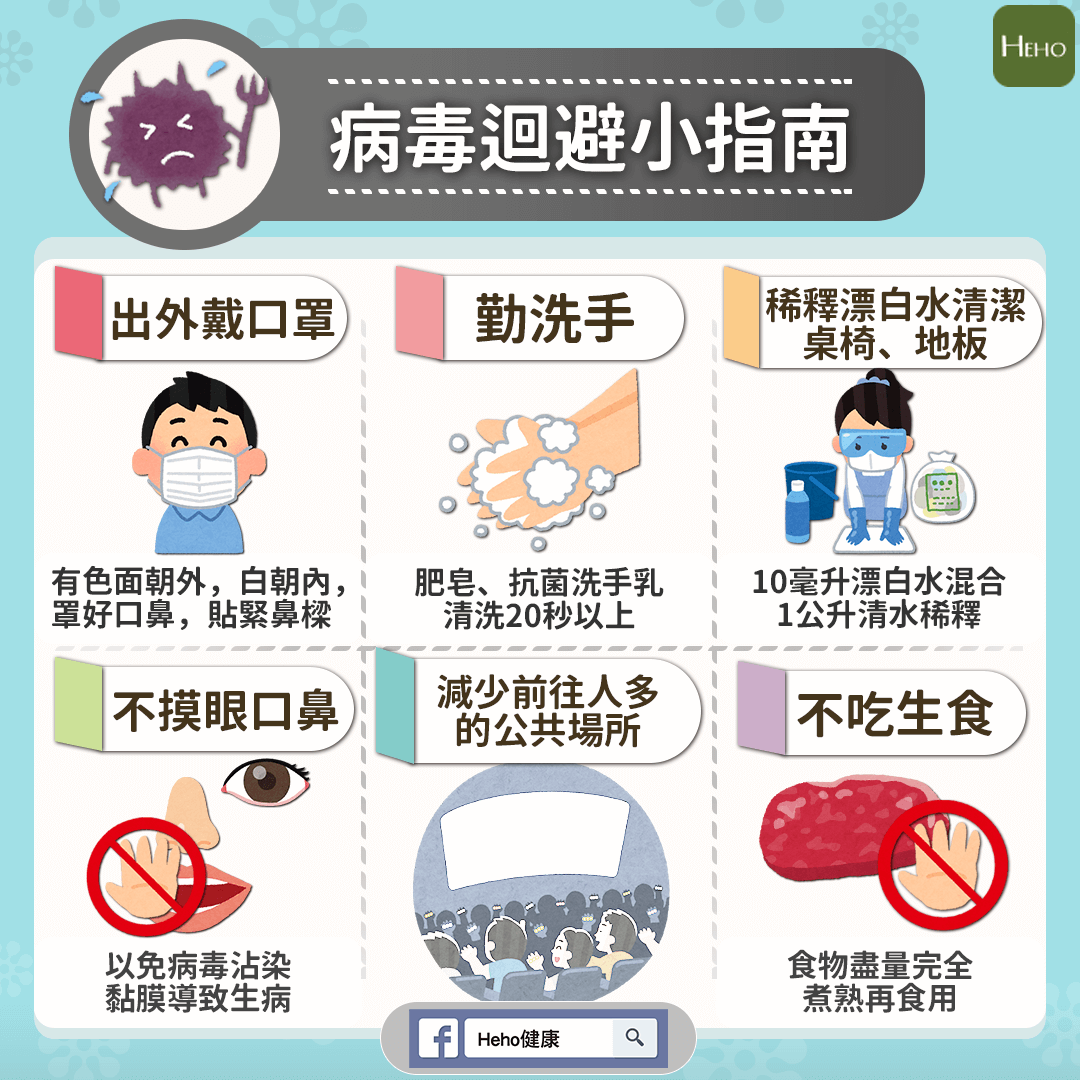 HEHO
病毒迴避小指南
出外戴口罩
有色面朝外，白朝內，
罩好口鼻，貼緊鼻樑
勤洗手
肥皂、抗菌洗手乳
清洗20秒以上
稀釋漂白水清潔
桌椅、地板
10毫升漂白水混合
1公升清水稀釋
不摸眼口鼻
以免病毒沾染
黏膜導致生病
減少前往人多
的公共場所
不吃生食
食物盡量完全
煮熟再食用
f
Heho健康